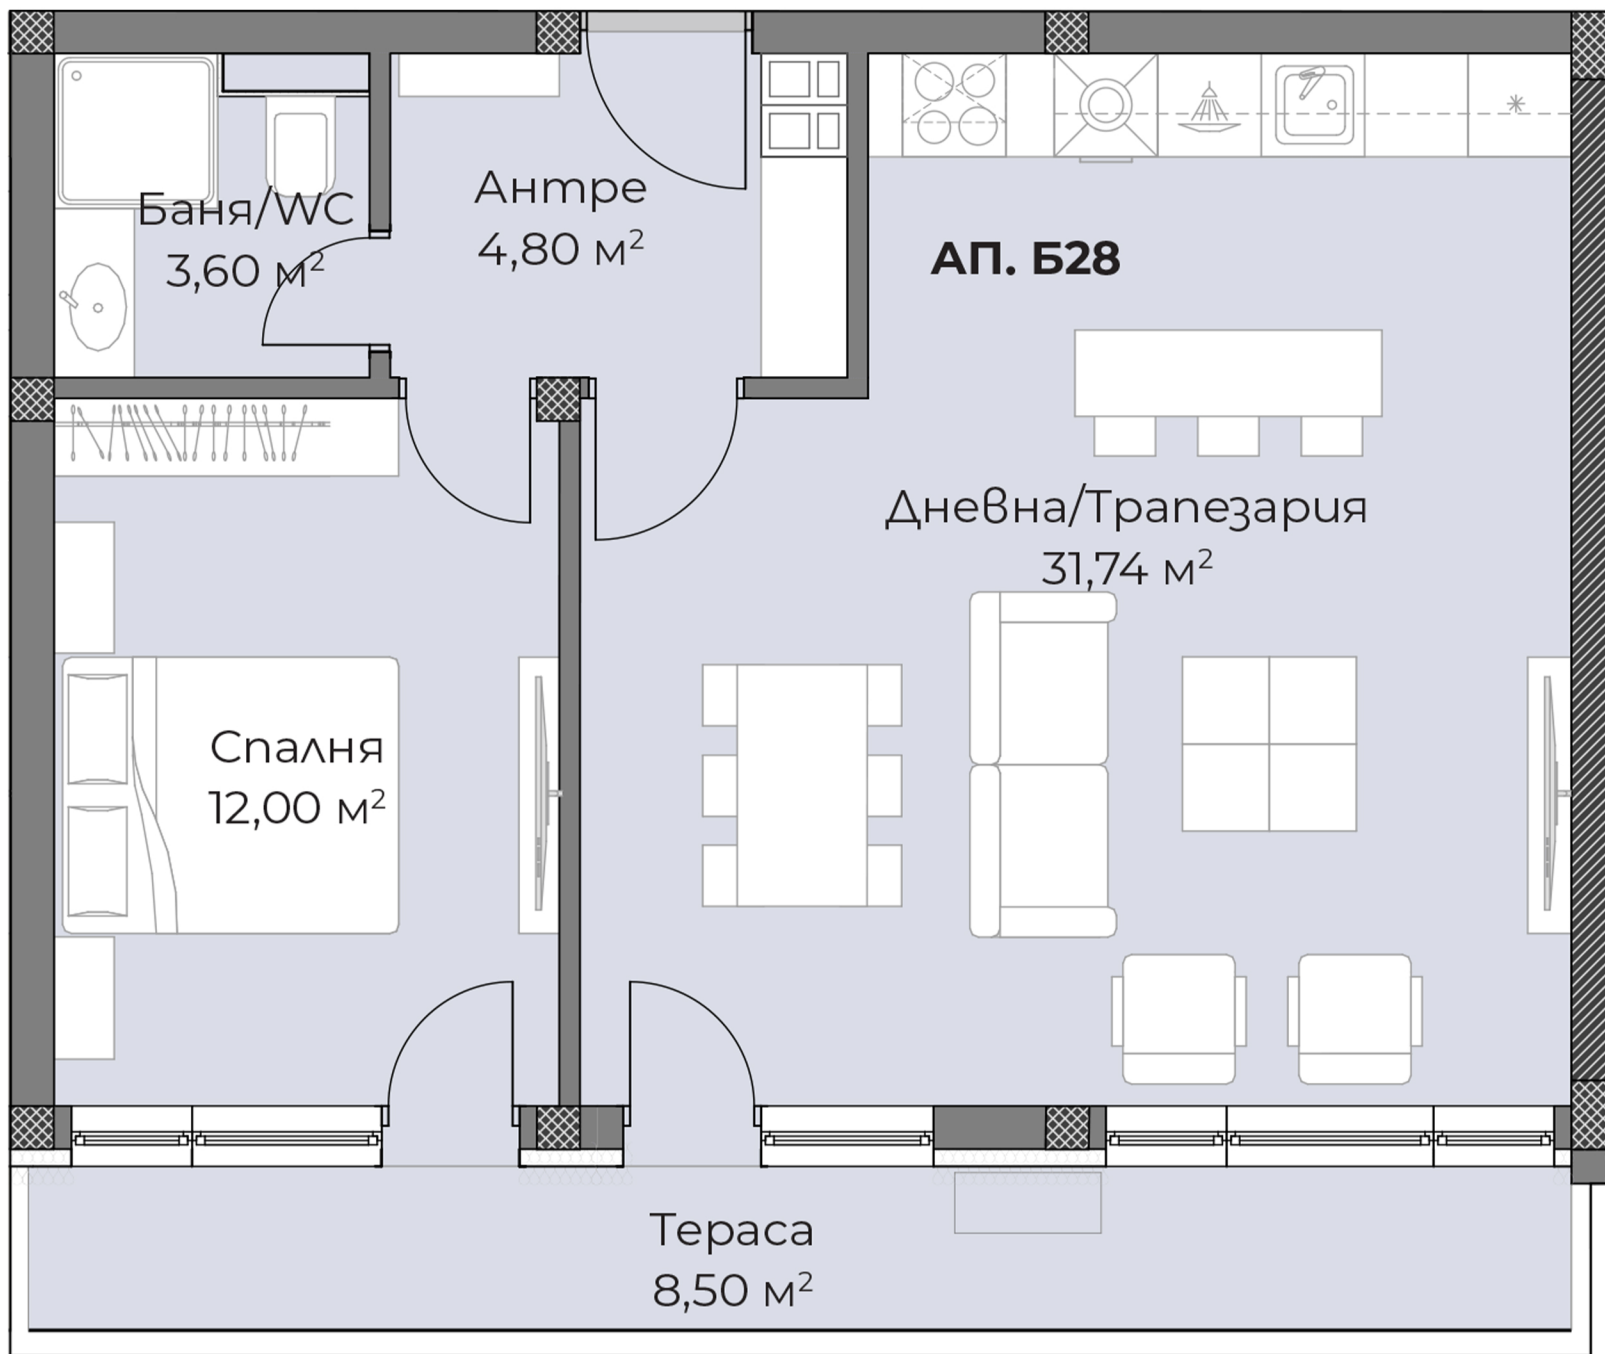 Баня/WC
3,60 м²
Антре
4,80 м²
АП. Б28
Дневна/Трапезария
31,74 м²
Спалня
12,00 м²
Тераса
8,50 м²